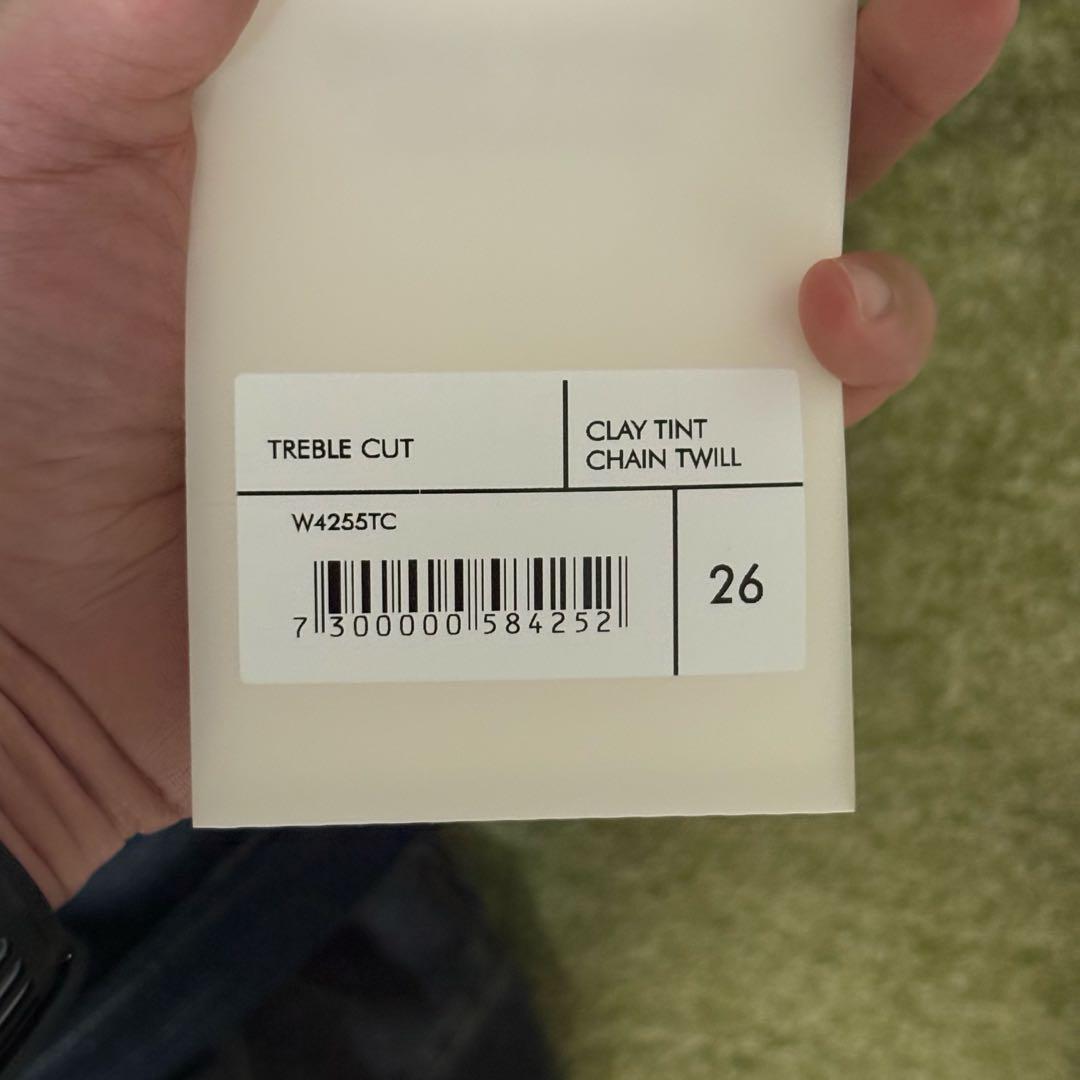 TREBLE CUT
CLAY TINT
CHAIN TWILL
W4255TC
26
7 300000 584252